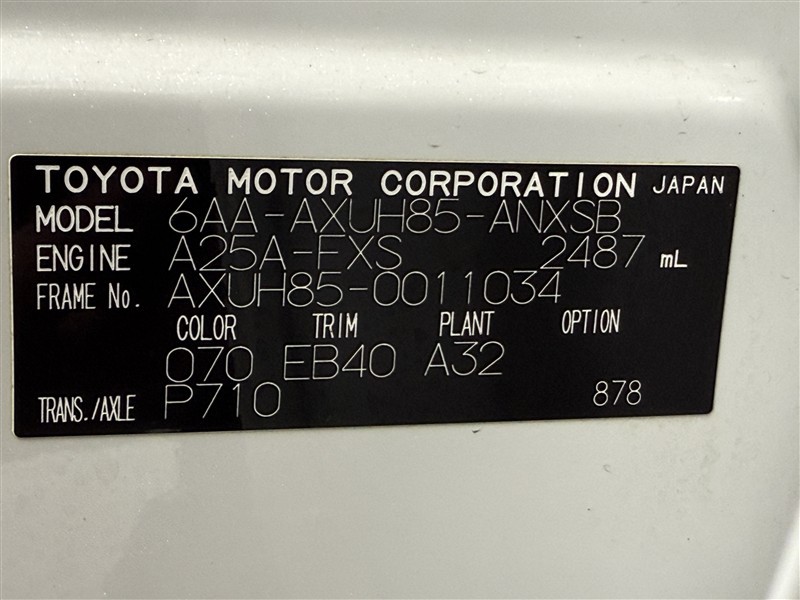 TOYOTA MOTOR CORPORATION JAPAN
MODEL 6AA-AXUH85-ANXSB
ENGINE A25A-FXS 2487 mL
FRAME No. AXUH85-0011034
COLOR TRIM PLANT OPTION
070 EB40 A32
TRANS./AXLE P710 878